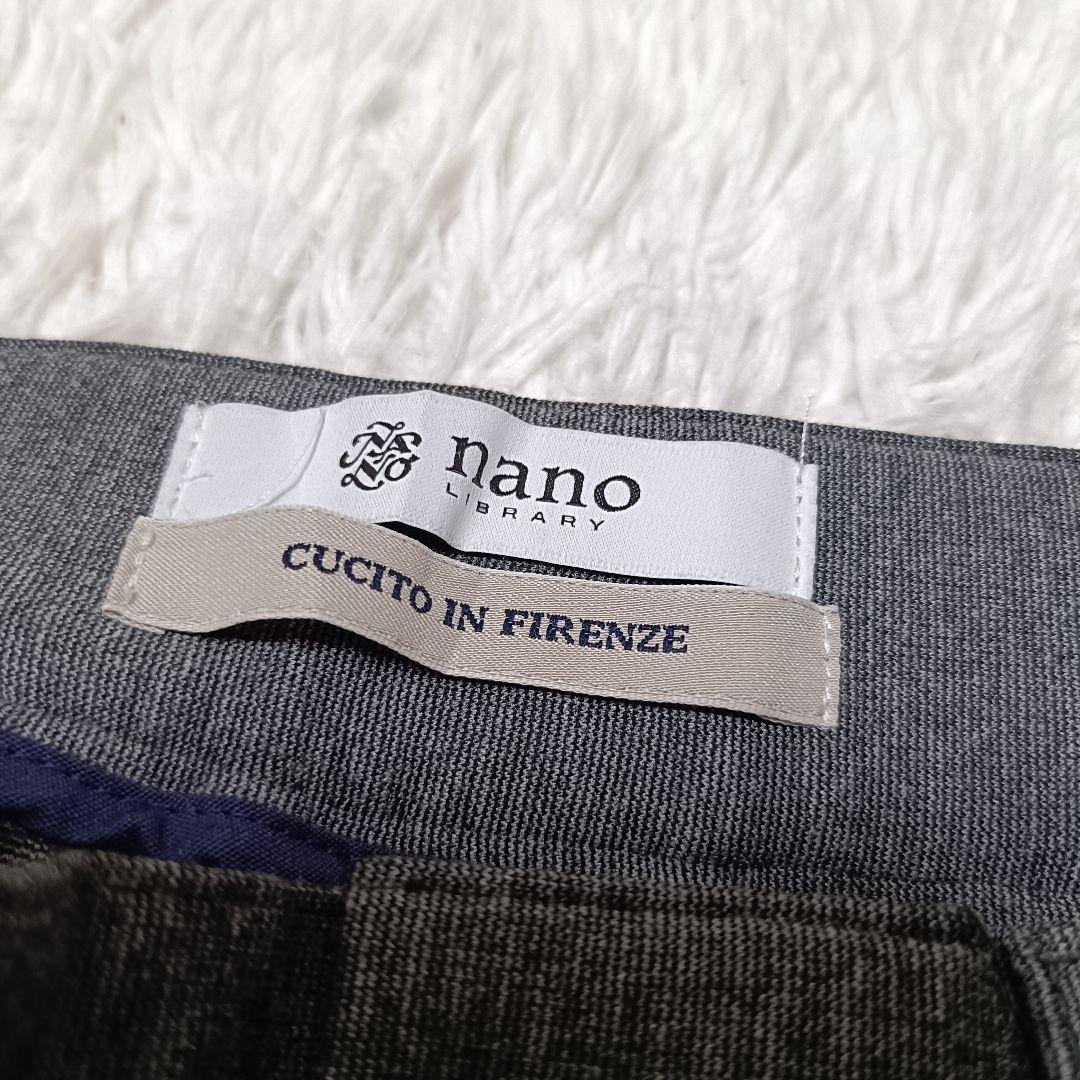 nano
LIBRARY
CUCITO IN FIRENZE